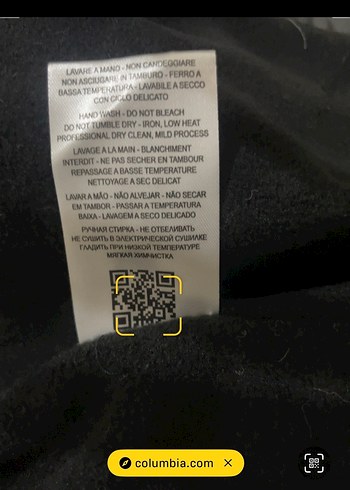 LAVARE A MANO - NON CANDEGGIARE
NON ASCIUGARE IN TAMBURO - FERRO A
BASSA TEMPERATURA - LAVABILE A SECCO
CON CICLO DELICATO
HAND WASH - DO NOT BLEACH
DO NOT TUMBLE DRY - IRON, LOW HEAT
PROFESSIONAL DRY CLEAN, MILD PROCESS
LAVAGE A LA MAIN - BLANCHIMENT
INTERDIT - NE PAS SECHER EN TAMBOUR
REPASSAGE A BASSE TEMPERATURE
NETTOYAGE A SEC DELICAT
LAVAR A MÃO - NÃO ALVEJAR - NÃO SECAR
EM TAMBOR - PASSAR A TEMPERATURA
BAIXA - LAVAGEM A SECO DELICADO
РУЧНАЯ СТИРКА - НЕ ОТБЕЛИВАТЬ
НЕ СУШИТЬ В ЭЛЕКТРИЧЕСКОЙ СУШИЛКЕ
ГЛАДИТЬ ПРИ НИЗКОЙ ТЕМПЕРАТУРЕ
МЯГКАЯ ХИМЧИСТКА
columbia.com